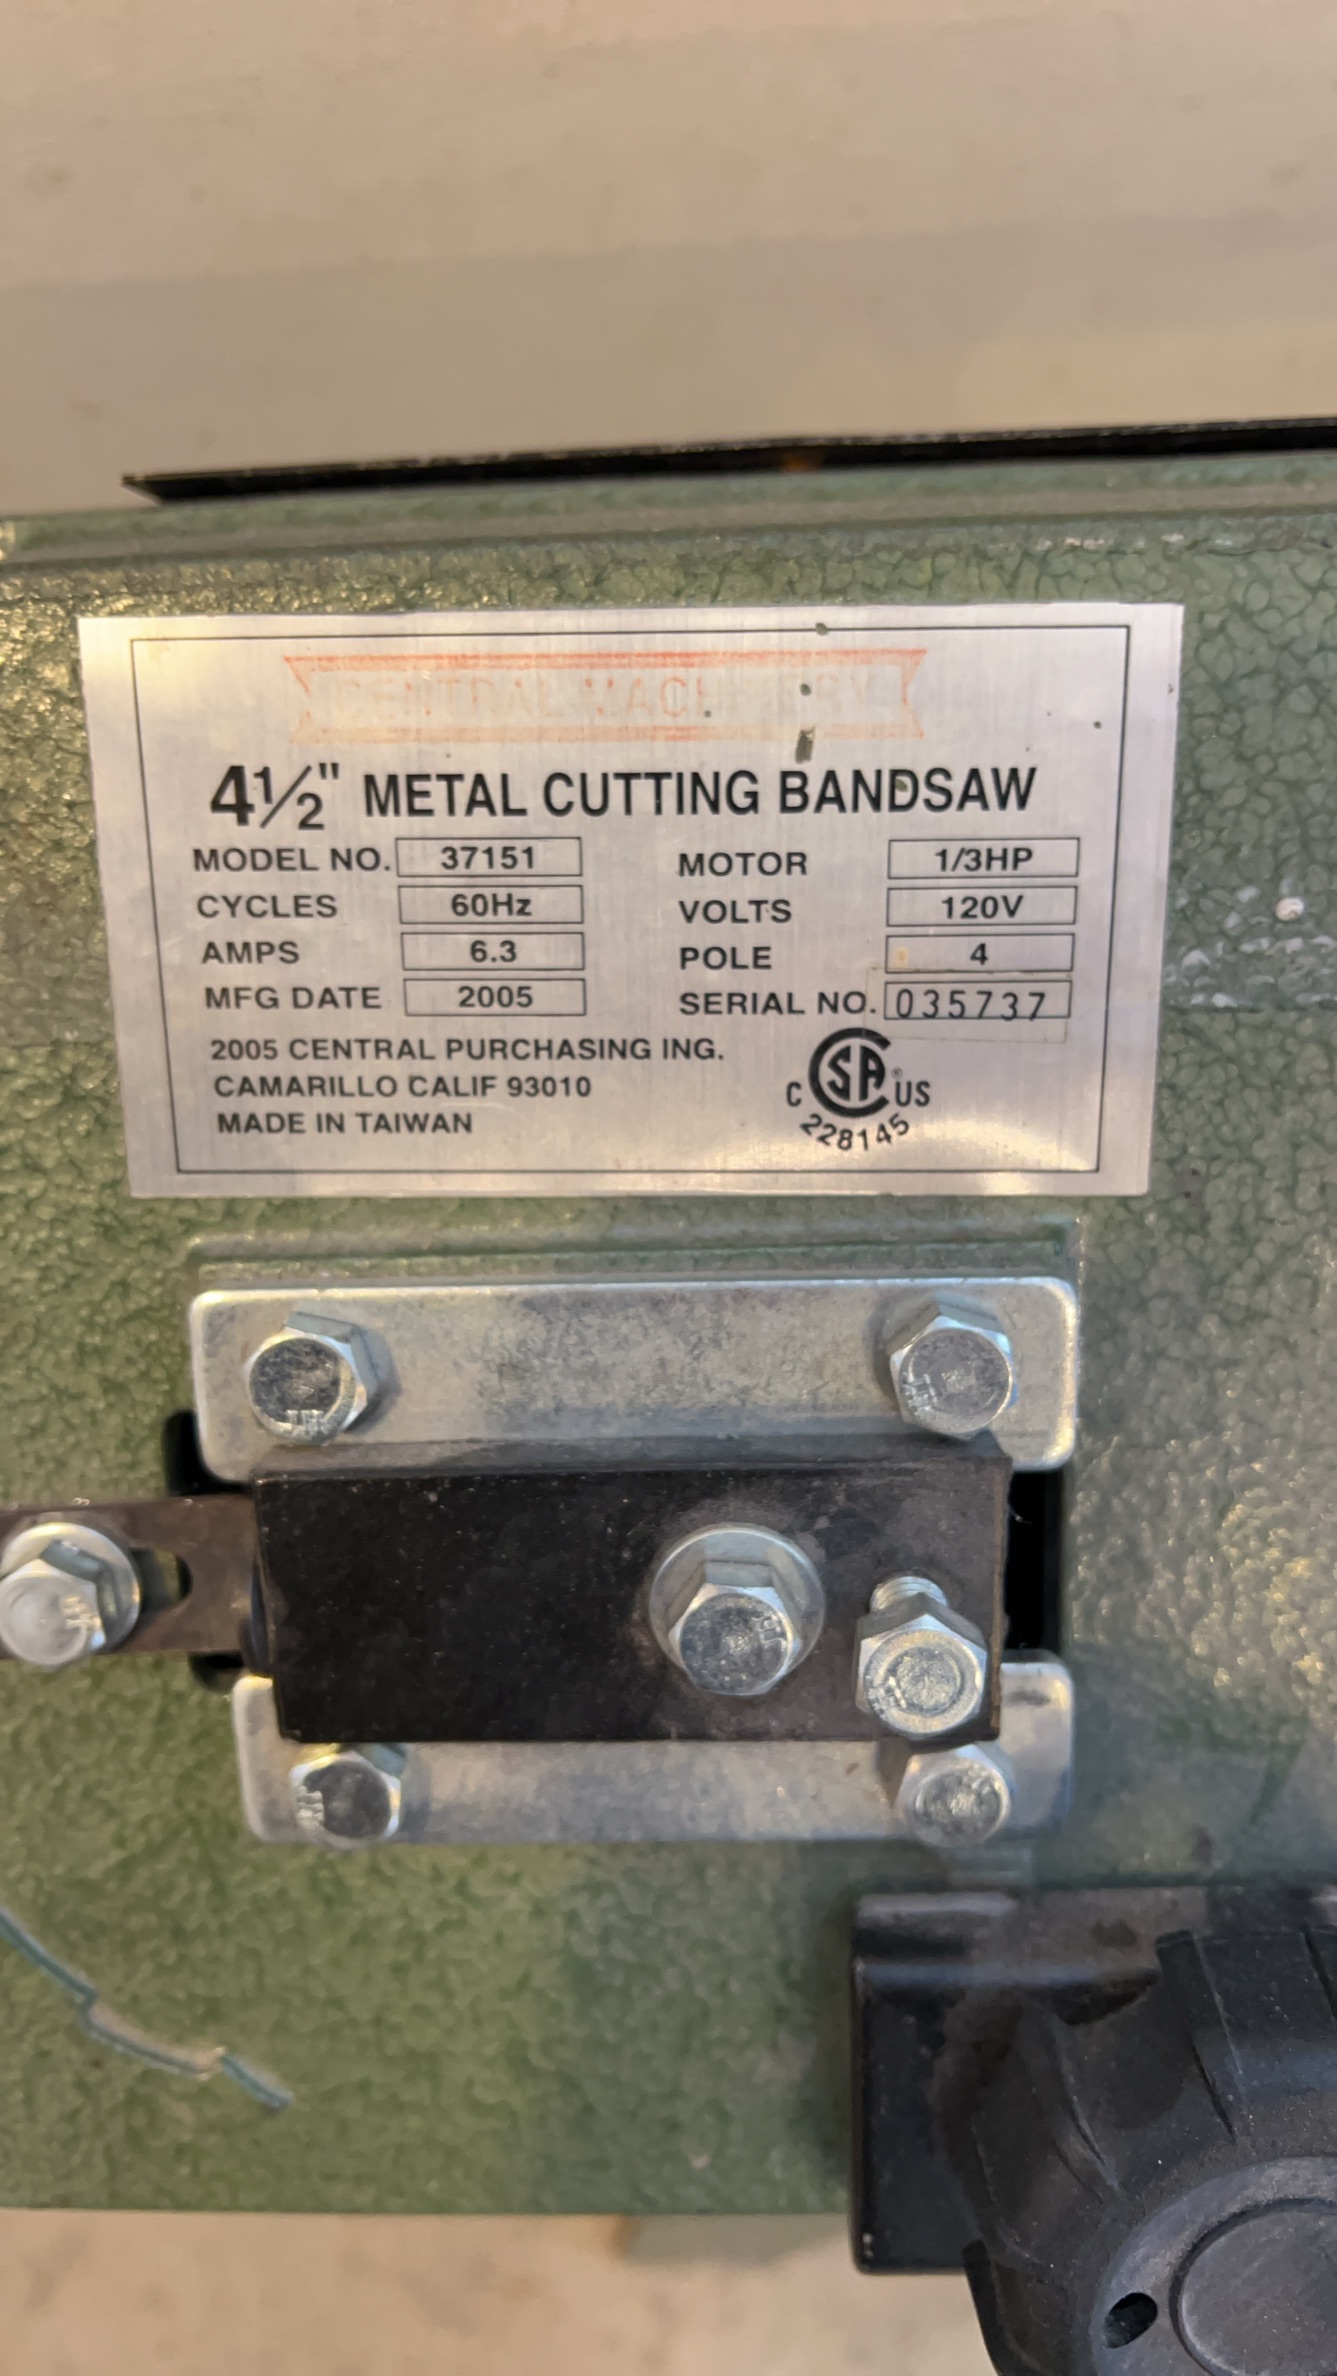 CENTRAL MACHINERY
4½" METAL CUTTING BANDSAW
MODEL NO. 37151 MOTOR 1/3HP
CYCLES 60Hz VOLTS 120V
AMPS 6.3 POLE 4
MFG DATE 2005 SERIAL NO. 035737
2005 CENTRAL PURCHASING ING.
CAMARILLO CALIF 93010
MADE IN TAIWAN
C SA ® US
228145